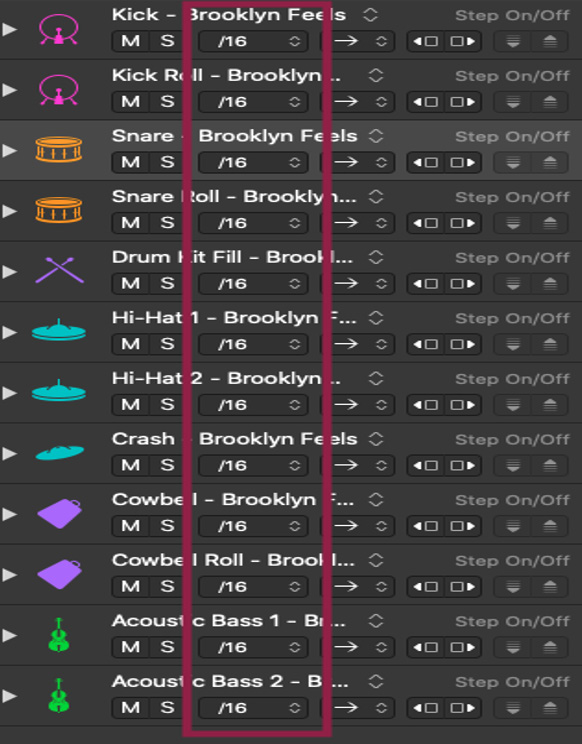 Kick - Brooklyn Feels Step On/Off
M S /16
Kick Roll - Brooklyn... Step On/Off
M S /16
Snare - Brooklyn Feels Step On/Off
M S /16
Snare Roll - Brooklyn... Step On/Off
M S /16
Drum Kit Fill - Brookl... Step On/Off
M S /16
Hi-Hat 1 - Brooklyn F... Step On/Off
M S /16
Hi-Hat 2 - Brooklyn... Step On/Off
M S /16
Crash - Brooklyn Feels Step On/Off
M S /16
Cowbell - Brooklyn F... Step On/Off
M S /16
Cowbell Roll - Brookl... Step On/Off
M S /16
Acoustic Bass 1 - Br... Step On/Off
M S /16
Acoustic Bass 2 - B... Step On/Off
M S /16